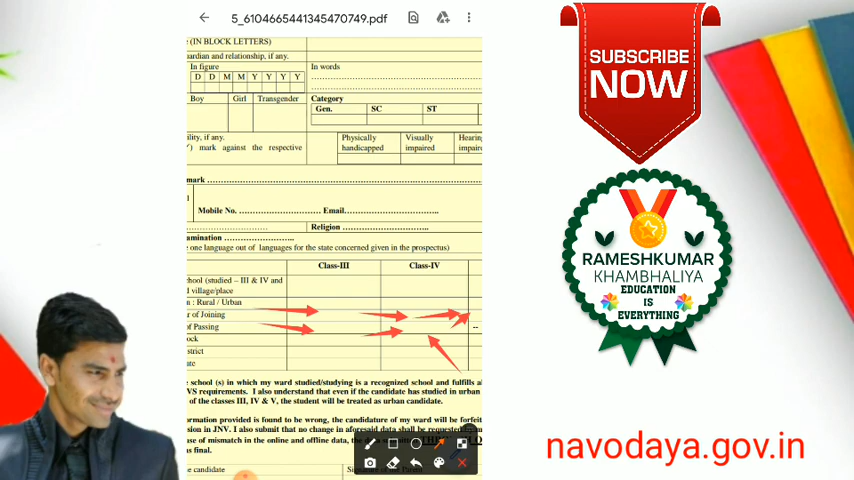 5_6104665441345470749.pdf
(IN BLOCK LETTERS)
uardian and relationship, if any.
In figure
In words
D D M M Y Y Y Y
Boy Girl Transgender
Category
Gen. SC ST
ility, if any.
mark against the respective
Physically handicapped
Visually impaired
Hearin
impaire
mark
Mobile No. Email
Religion
amination
one language out of languages for the state concerned given in the prospectus)
Class-III Class-IV
chool (studied – III & IV and
village/place
n : Rural / Urban
r of Joining
of Passing
--
ock
strict
ate
school (s) in which my ward studied/studying is a recognized school and fulfills al
VS requirements. I also understand that even if the candidate has studied in urban
of the classes III, IV & V, the student will be treated as urban candidate.
ormation provided is found to be wrong, the candidature of my ward will be forfeit
sion in JNV. I also submit that no change in aforesaid data shall be requested
ase of mismatch in the online and offline data, the da
s final.
e candidate
SUBSCRIBE
NOW
RAMESHKUMAR
KHAMBHALIYA
EDUCATION
IS
EVERYTHING
navodaya.gov.in